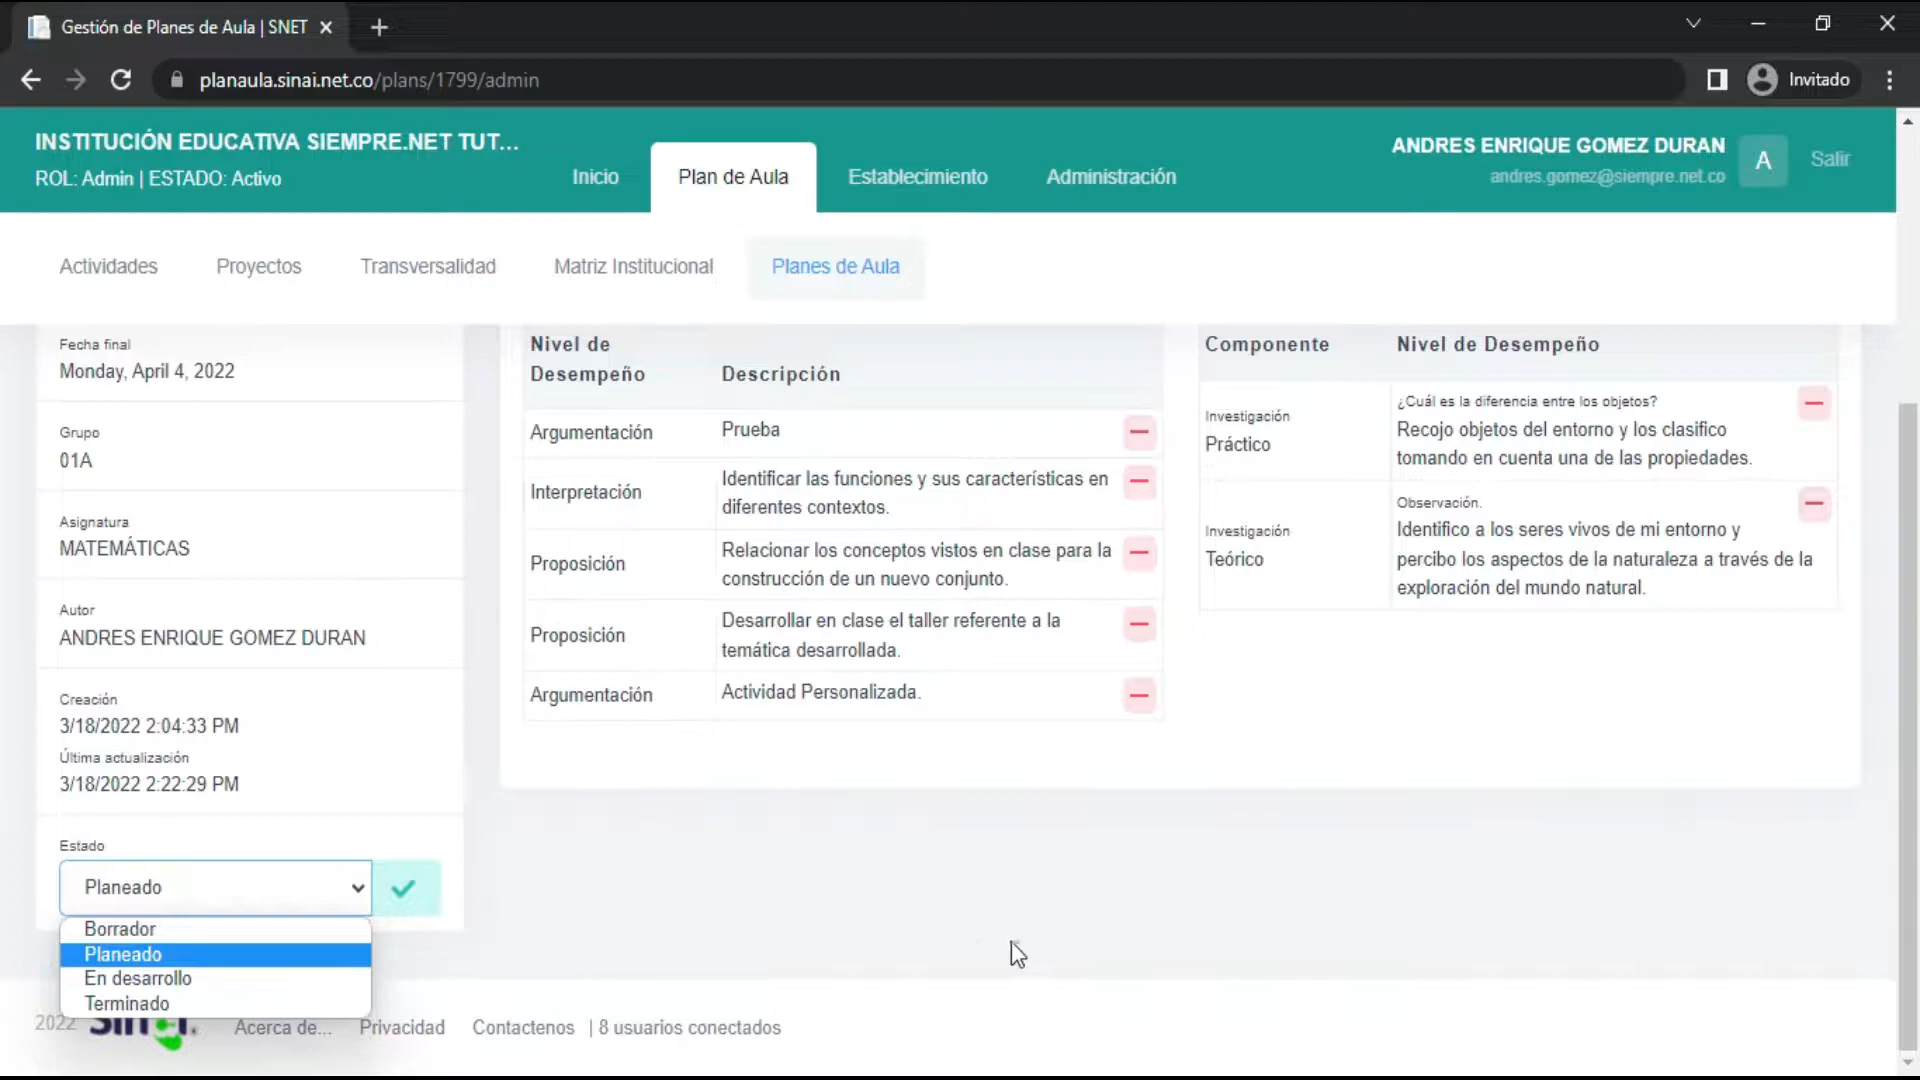 Gestión de Planes de Aula | SNET
planaula.sinai.net.co/plans/1799/admin
Invitado
INSTITUCIÓN EDUCATIVA SIEMPRE.NET TUT...
ROL: Admin | ESTADO: Activo
Inicio
Plan de Aula
Establecimiento
Administración
ANDRES ENRIQUE GOMEZ DURAN
andres.gomez@siempre.net.co
A
Salir
Actividades
Proyectos
Transversalidad
Matriz Institucional
Planes de Aula
Fecha final
Monday, April 4, 2022
Grupo
01A
Asignatura
MATEMÁTICAS
Autor
ANDRES ENRIQUE GOMEZ DURAN
Creación
3/18/2022 2:04:33 PM
Última actualización
3/18/2022 2:22:29 PM
Estado
Planeado
Borrador
Planeado
En desarrollo
Terminado
Nivel de
Desempeño
Descripción
Argumentación
Prueba
Interpretación
Identificar las funciones y sus características en
diferentes contextos.
Proposición
Relacionar los conceptos vistos en clase para la
construcción de un nuevo conjunto.
Proposición
Desarrollar en clase el taller referente a la
temática desarrollada.
Argumentación
Actividad Personalizada.
Componente
Nivel de Desempeño
Investigación
Práctico
¿Cuál es la diferencia entre los objetos?
Recojo objetos del entorno y los clasifico
tomando en cuenta una de las propiedades.
Investigación
Teórico
Observación.
Identifico a los seres vivos de mi entorno y
percibo los aspectos de la naturaleza a través de la
exploración del mundo natural.
2022
Acerca de...
Privacidad
Contactenos
| 8 usuarios conectados